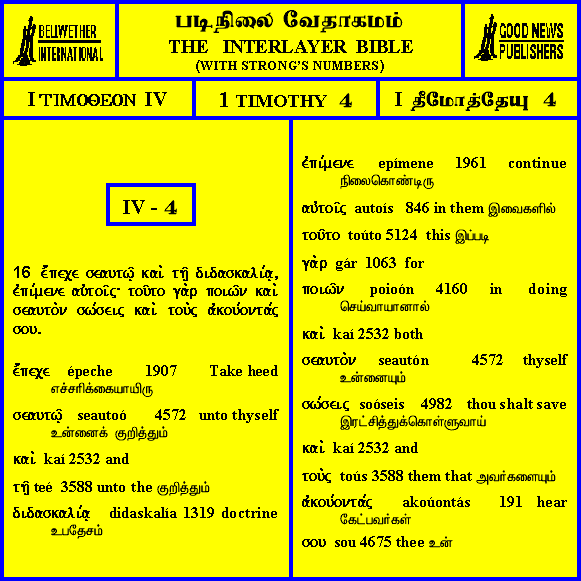 BELLWETHER
INTERNATIONAL
படிநிலை வேதாகமம்
THE INTERLAYER BIBLE
(WITH STRONG'S NUMBERS)
GOOD NEWS
PUBLISHERS
I ΤΙΜΟΘΕΟΝ IV
1 TIMOTHY 4
I தீமோத்தேயு 4
IV - 4
16 ἔπεχε σεαυτῷ καὶ τῇ διδασκαλίᾳ,
ἐπίμενε αὐτοῖς· τοῦτο γὰρ ποιῶν καὶ
σεαυτὸν σώσεις καὶ τοὺς ἀκούοντάς
σου.
ἔπεχε épeche 1907 Take heed
எச்சரிக்கையாயிரு
σεαυτῷ seautoó 4572 unto thyself
உன்னைக் குறித்தும்
καὶ kaí 2532 and
τῇ teé 3588 unto the குறித்தும்
διδασκαλίᾳ didaskalía 1319 doctrine
உபதேசம்
ἐπίμενε epímene 1961 continue
நிலைகொண்டிரு
αὐτοῖς autoís 846 in them இவைகளில்
τοῦτο toúto 5124 this இப்படி
γὰρ gár 1063 for
ποιῶν poioón 4160 in doing
செய்வாயானால்
καὶ kaí 2532 both
σεαυτὸν seautón 4572 thyself
உன்னையும்
σώσεις soóseis 4982 thou shalt save
இரட்சித்துக்கொள்ளுவாய்
καὶ kaí 2532 and
τοὺς toús 3588 them that அவர்களையும்
ἀκούοντάς akoúontás 191 hear
கேட்பவர்கள்
σου sou 4675 thee உன்